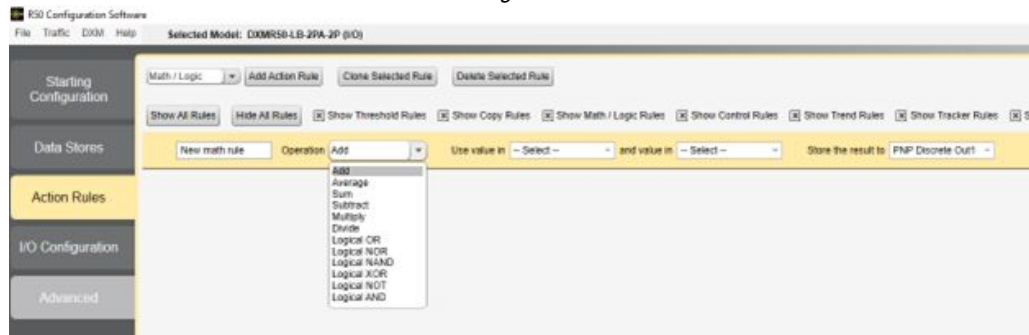 R50 Configuration Software
File Traffic DXM Help Selected Model: DXMR50-LB-2PA-2P (I/O)
Starting Configuration
Math / Logic Add Action Rule Clone Selected Rule Delete Selected Rule
Show All Rules Hide All Rules Show Threshold Rules Show Copy Rules Show Math / Logic Rules Show Control Rules Show Trend Rules Show Tracker Rules
Data Stores
New math rule Operation Add Use value in -- Select -- and value in -- Select -- Store the result to PNP Discrete Out1
Add
Average
Sum
Subtract
Multiply
Divide
Logical OR
Logical NOR
Logical NAND
Logical XOR
Logical NOT
Logical AND
Action Rules
I/O Configuration
Advanced